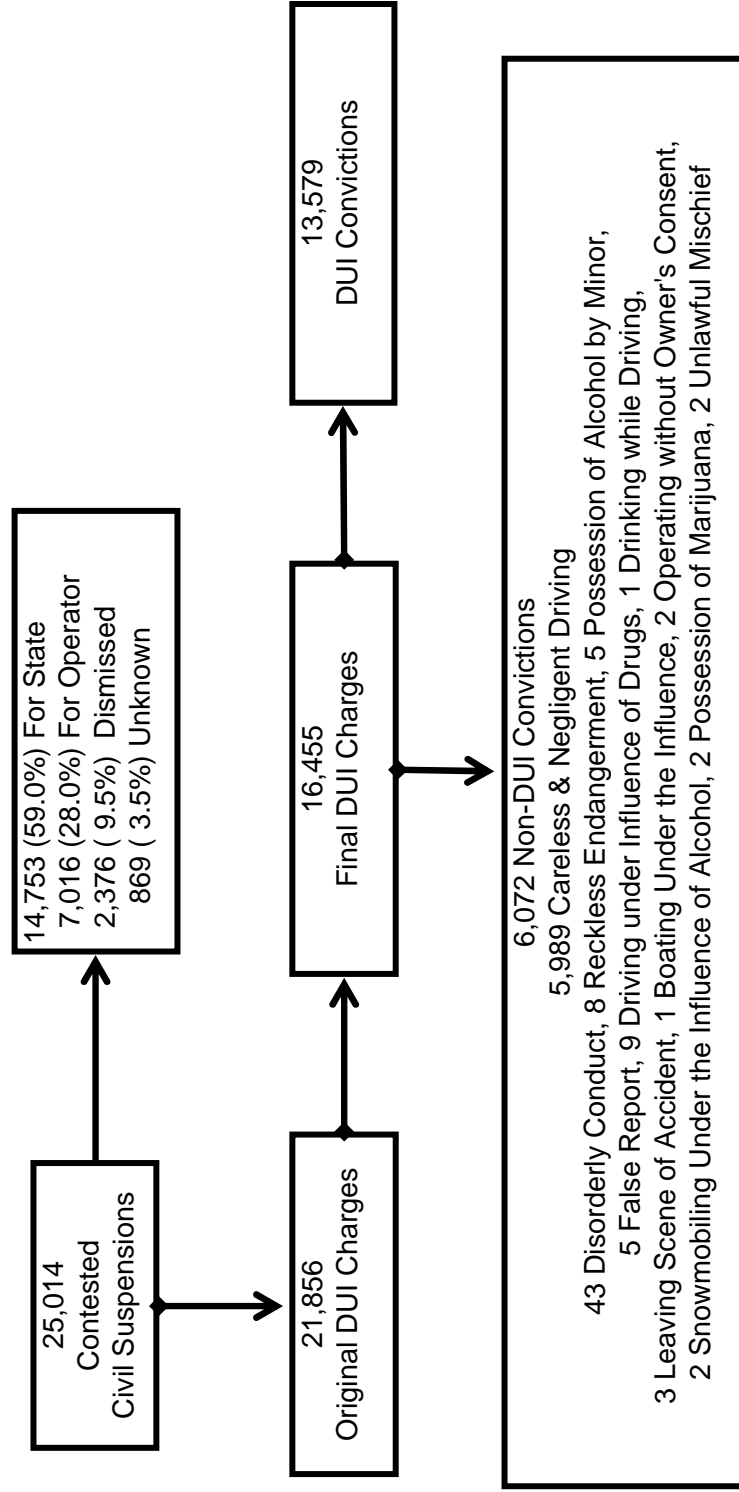 25,014
Contested
Civil Suspensions
14,753 (59.0%) For State
7,016 (28.0%) For Operator
2,376 ( 9.5%) Dismissed
869 ( 3.5%) Unknown
21,856
Original DUI Charges
16,455
Final DUI Charges
13,579
DUI Convictions
6,072 Non-DUI Convictions
5,989 Careless & Negligent Driving
43 Disorderly Conduct, 8 Reckless Endangerment, 5 Possession of Alcohol by Minor,
5 False Report, 9 Driving under Influence of Drugs, 1 Drinking while Driving,
3 Leaving Scene of Accident, 1 Boating Under the Influence, 2 Operating without Owner's Consent,
2 Snowmobiling Under the Influence of Alcohol, 2 Possession of Marijuana, 2 Unlawful Mischief